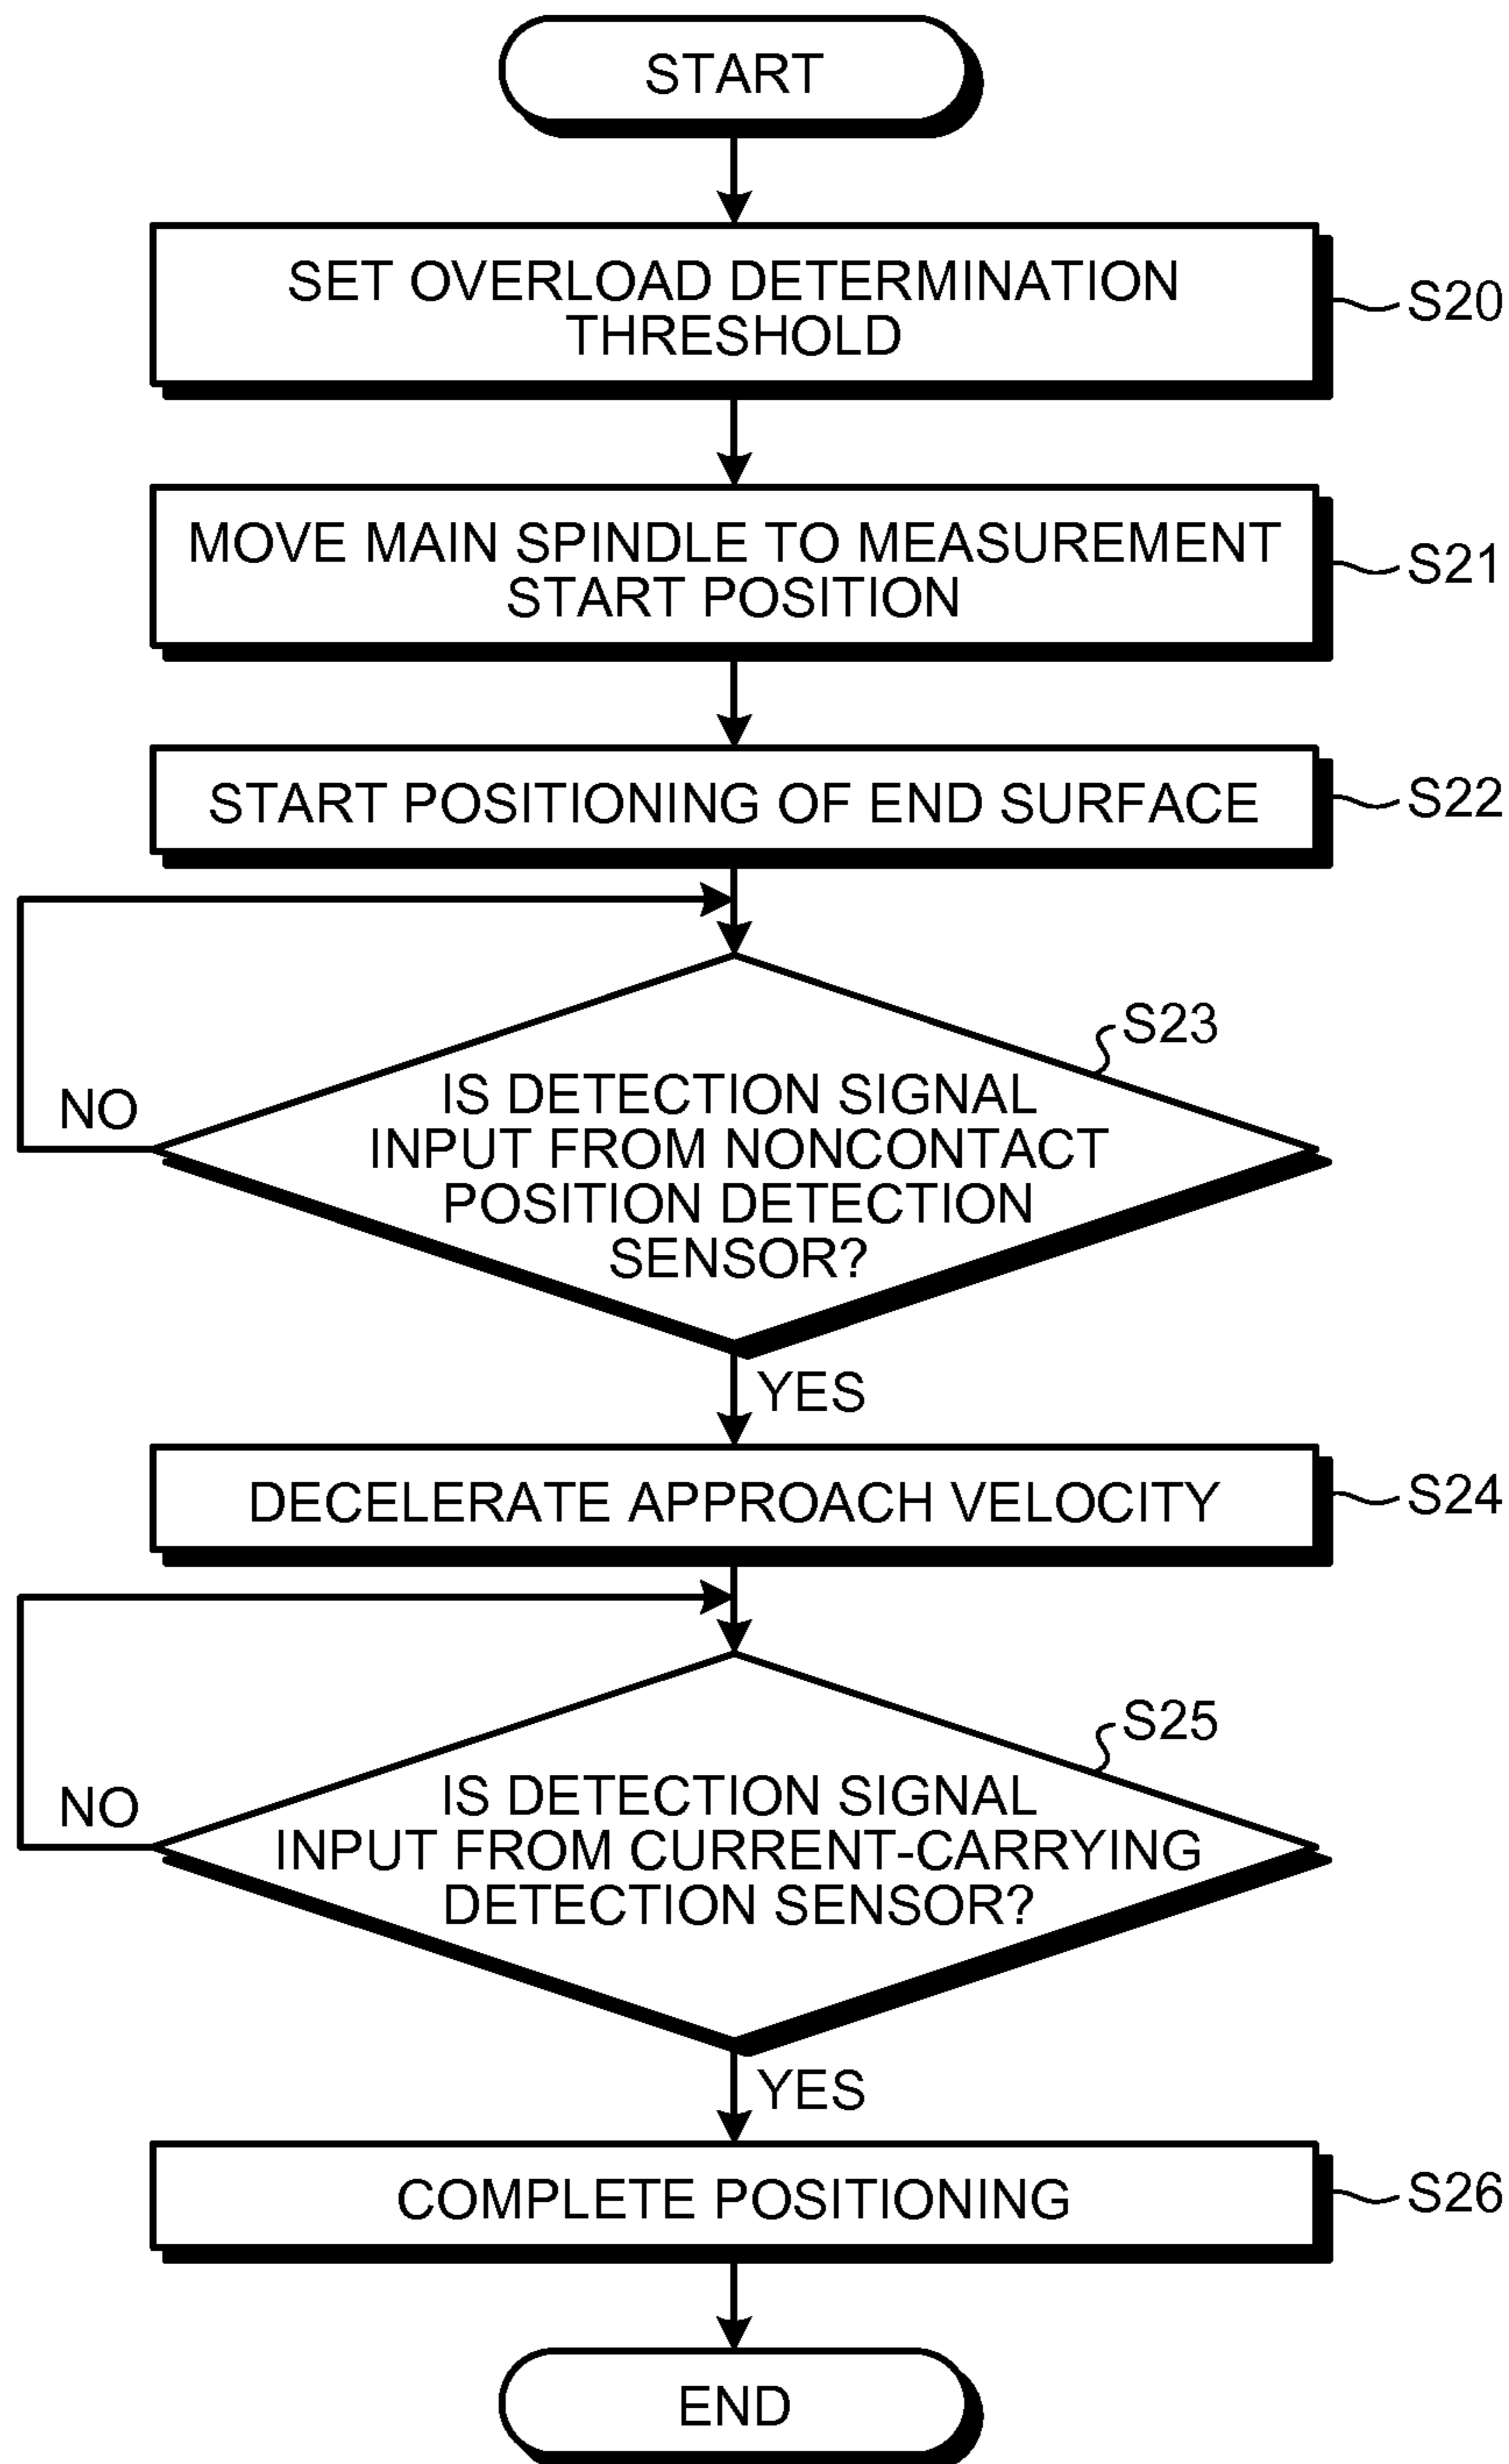 START
SET OVERLOAD DETERMINATION
THRESHOLD
S20
MOVE MAIN SPINDLE TO MEASUREMENT
START POSITION
S21
START POSITIONING OF END SURFACE
S22
S23
IS DETECTION SIGNAL
INPUT FROM NONCONTACT
POSITION DETECTION
SENSOR?
NO
YES
DECELERATE APPROACH VELOCITY
S24
S25
IS DETECTION SIGNAL
INPUT FROM CURRENT-CARRYING
DETECTION SENSOR?
NO
YES
COMPLETE POSITIONING
S26
END